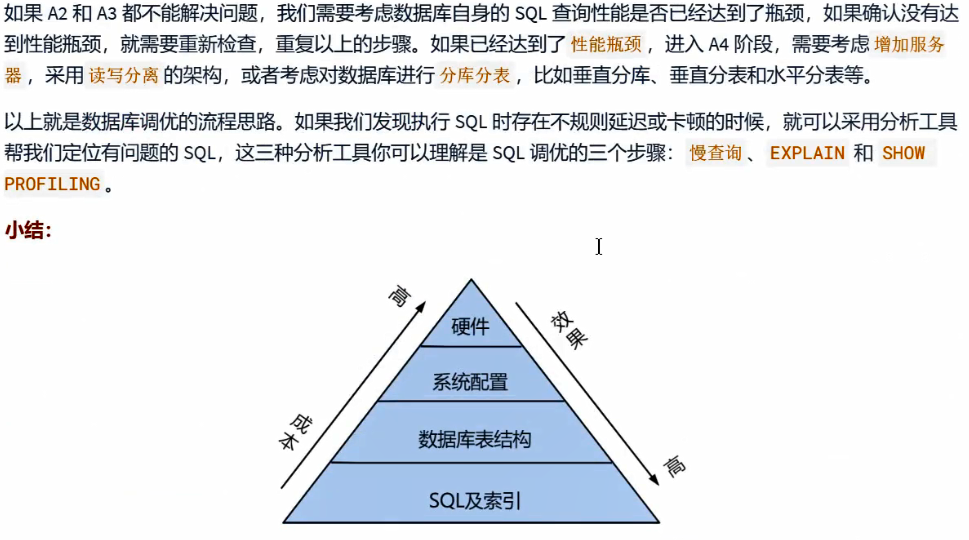 如果 A2 和 A3 都不能解决问题，我们需要考虑数据库自身的 SQL 查询性能是否已经达到了瓶颈，如果确认没有达
到性能瓶颈，就需要重新检查，重复以上的步骤。如果已经达到了 性能瓶颈 ，进入 A4 阶段，需要考虑 增加服务
器 ，采用 读写分离 的架构，或者考虑对数据库进行 分库分表 ，比如垂直分库、垂直分表和水平分表等。
以上就是数据库调优的流程思路。如果我们发现执行 SQL 时存在不规则延迟或卡顿的时候，就可以采用分析工具
帮我们定位有问题的 SQL，这三种分析工具你可以理解是 SQL 调优的三个步骤： 慢查询 、 EXPLAIN 和 SHOW
PROFILING 。
小结：
高
效果
硬件
系统配置
成本
数据库表结构
高
SQL及索引